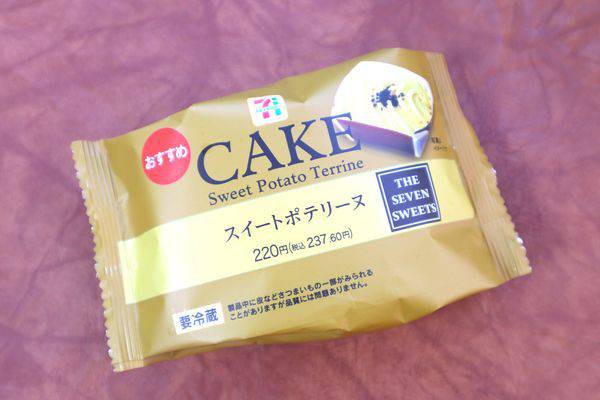 おすすめ
CAKE
Sweet Potato Terrine
スイートポテリーヌ
220円(税込 237.60円)
THE
SEVEN
SWEETS
要冷蔵
製品中に皮などさつまいもの一部がみられる
ことがありますが品質には問題ありません。